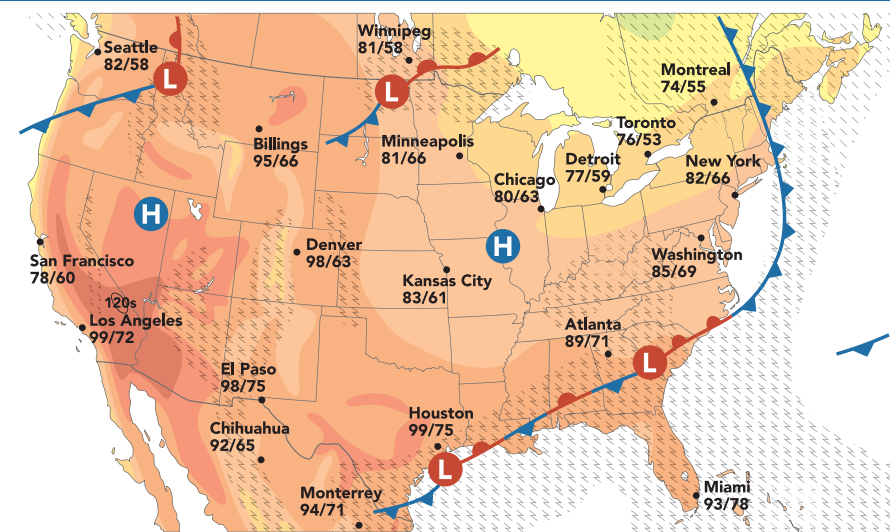 Winnipeg
81/58
Seattle
82/58
L
L
Montreal
74/55
Billings
95/66
Minneapolis
81/66
Toronto
76/53
Detroit
77/59
New York
82/66
Chicago
80/63
H
H
San Francisco
78/60
Denver
98/63
Kansas City
83/61
Washington
85/69
120s
Los Angeles
99/72
Atlanta
89/71
L
El Paso
98/75
Chihuahua
92/65
Houston
99/75
L
Monterrey
94/71
Miami
93/78